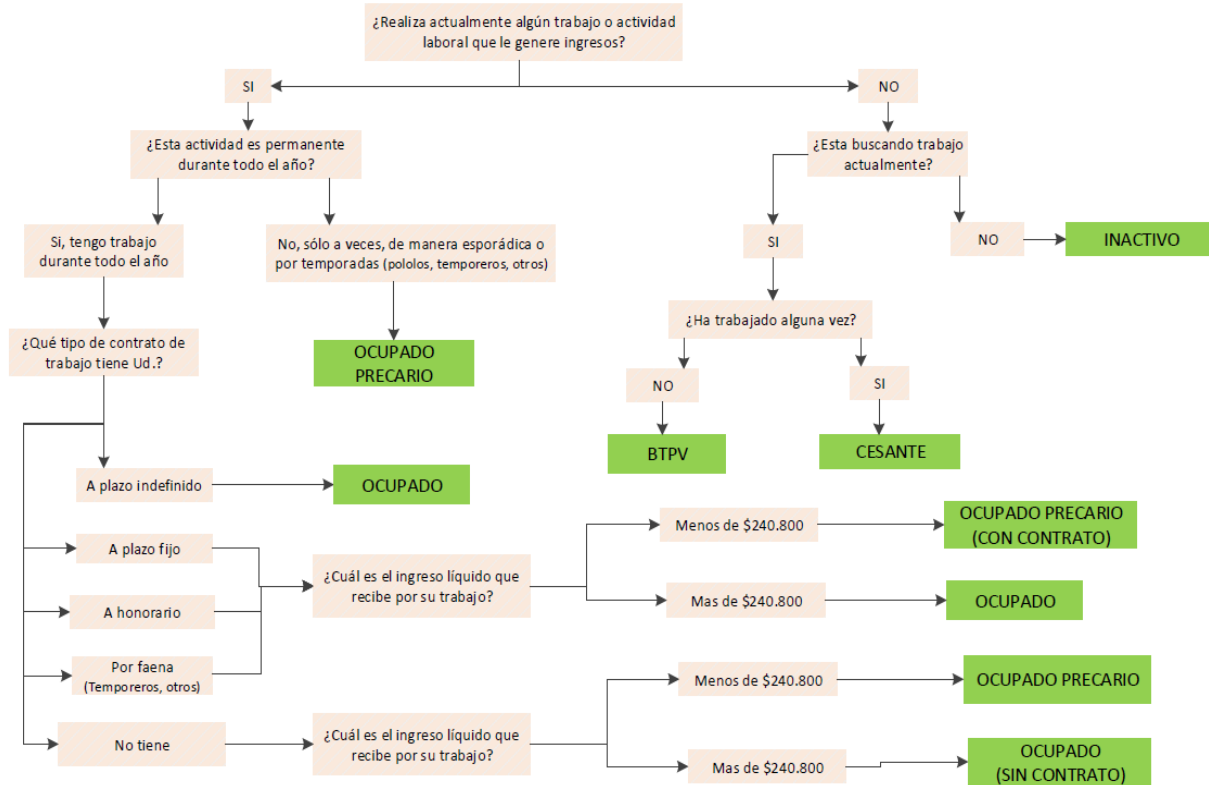 ¿Realiza actualmente algún trabajo o actividad
laboral que le genere ingresos?
SI
NO
¿Esta actividad es permanente
durante todo el año?
¿Esta buscando trabajo
actualmente?
Si, tengo trabajo
durante todo el año
No, sólo a veces, de manera esporádica o
por temporadas (pololos, temporeros, otros)
SI
NO
INACTIVO
¿Qué tipo de contrato de
trabajo tiene Ud.?
OCUPADO
PRECARIO
¿Ha trabajado alguna vez?
NO
SI
BTPV
CESANTE
A plazo indefinido
OCUPADO
A plazo fijo
A honorario
Por faena
(Temporeros, otros)
¿Cuál es el ingreso líquido que
recibe por su trabajo?
Menos de $240.800
OCUPADO PRECARIO
(CON CONTRATO)
Mas de $240.800
OCUPADO
No tiene
¿Cuál es el ingreso líquido que
recibe por su trabajo?
Menos de $240.800
OCUPADO PRECARIO
Mas de $240.800
OCUPADO
(SIN CONTRATO)